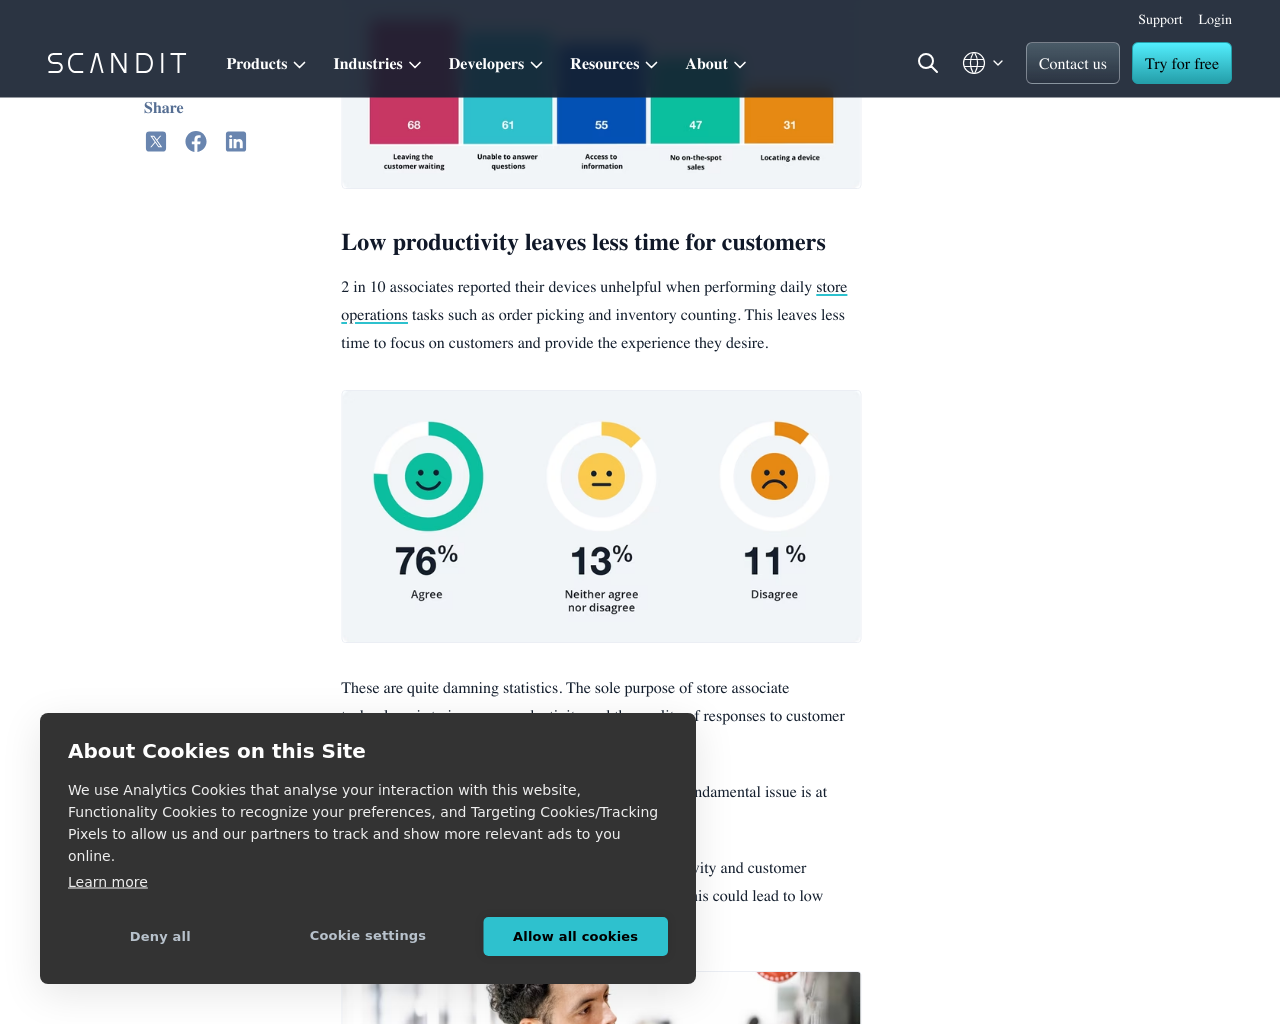 Support Login
SCANDIT
Products Industries Developers Resources About
Contact us
Try for free
Share
68 61 55 47 31
Leaving the customer waiting
Unable to answer questions
Access to information
No on-the-spot sales
Locating a device
Low productivity leaves less time for customers
2 in 10 associates reported their devices unhelpful when performing daily store
operations tasks such as order picking and inventory counting. This leaves less
time to focus on customers and provide the experience they desire.
76%
Agree
13%
Neither agree
nor disagree
11%
Disagree
These are quite damning statistics. The sole purpose of store associate
of responses to customer
issue is at
and customer
could lead to low
About Cookies on this Site
We use Analytics Cookies that analyse your interaction with this website,
Functionality Cookies to recognize your preferences, and Targeting Cookies/Tracking
Pixels to allow us and our partners to track and show more relevant ads to you
online.
Learn more
Deny all
Cookie settings
Allow all cookies